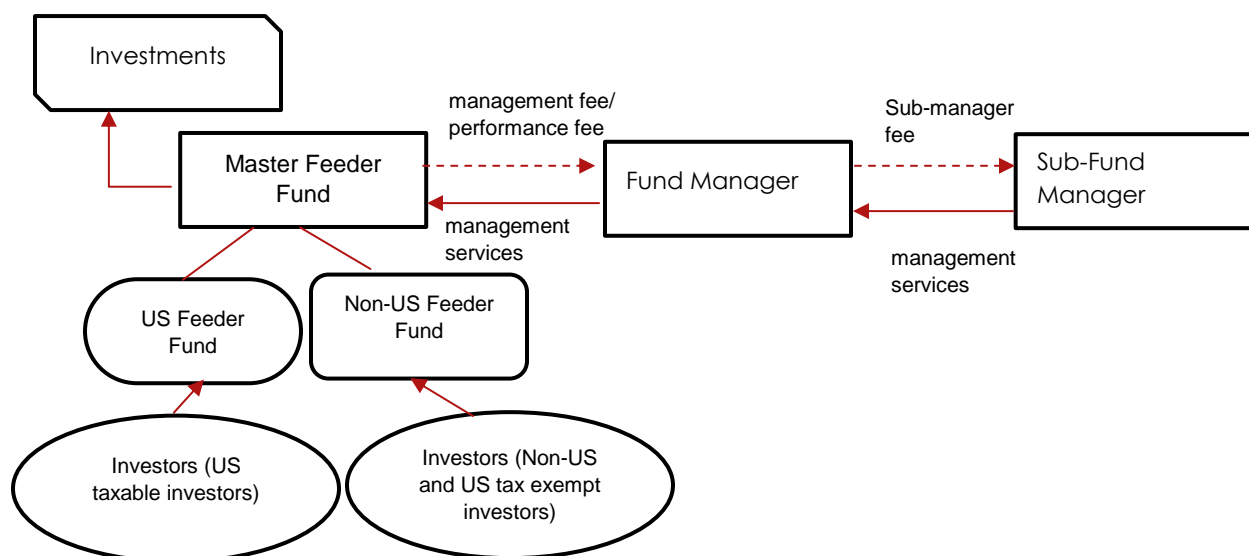 Investments
management fee/
performance fee
Sub-manager
fee
Master Feeder
Fund
Fund Manager
Sub-Fund
Manager
management
services
management
services
US Feeder
Fund
Non-US Feeder
Fund
Investors (US
taxable investors)
Investors (Non-US
and US tax exempt
investors)